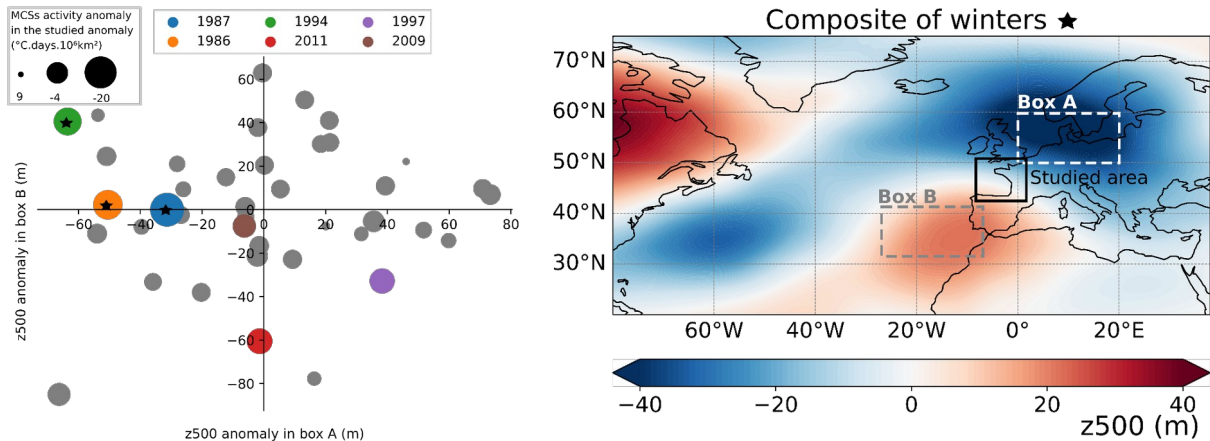 MCSs activity anomaly
in the studied anomaly
(°C.days.10⁶km²)
9 -4 -20
1987 1994 1997
1986 2011 2009
z500 anomaly in box B (m)
60
40
20
0
−20
−40
−60
−80
−60 −40 −20 0 20 40 60 80
z500 anomaly in box A (m)
Composite of winters ★
70°N
60°N
50°N
40°N
30°N
Box A
Studied area
Box B
60°W 40°W 20°W 0° 20°E
−40 −20 0 20 40
z500 (m)